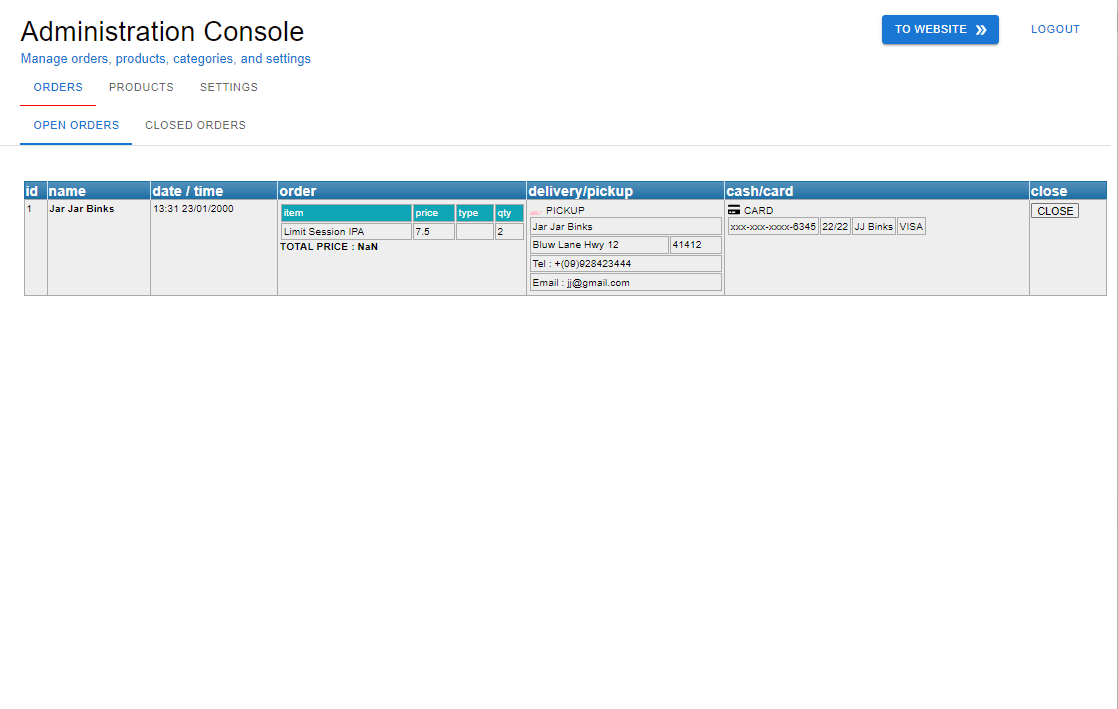 Administration Console
TO WEBSITE »
LOGOUT
Manage orders, products, categories, and settings
ORDERS PRODUCTS SETTINGS
OPEN ORDERS CLOSED ORDERS
id name date / time order delivery/pickup cash/card close
1 Jar Jar Binks 13:31 23/01/2000
item price type qty
Limit Session IPA 7.5 2
TOTAL PRICE : NaN
PICKUP
Jar Jar Binks
Bluw Lane Hwy 12 41412
Tel : +(09)928423444
Email : jj@gmail.com
CARD
xxx-xxx-xxxx-6345 22/22 JJ Binks VISA
CLOSE